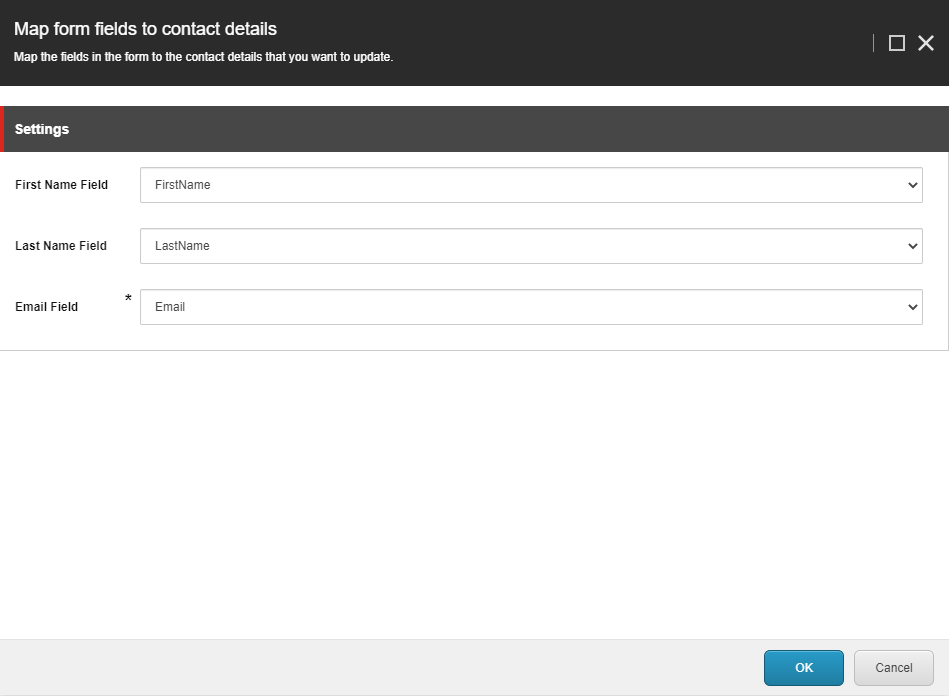 Map form fields to contact details
Map the fields in the form to the contact details that you want to update.
Settings
First Name Field
FirstName
Last Name Field
LastName
Email Field *
Email
OK
Cancel